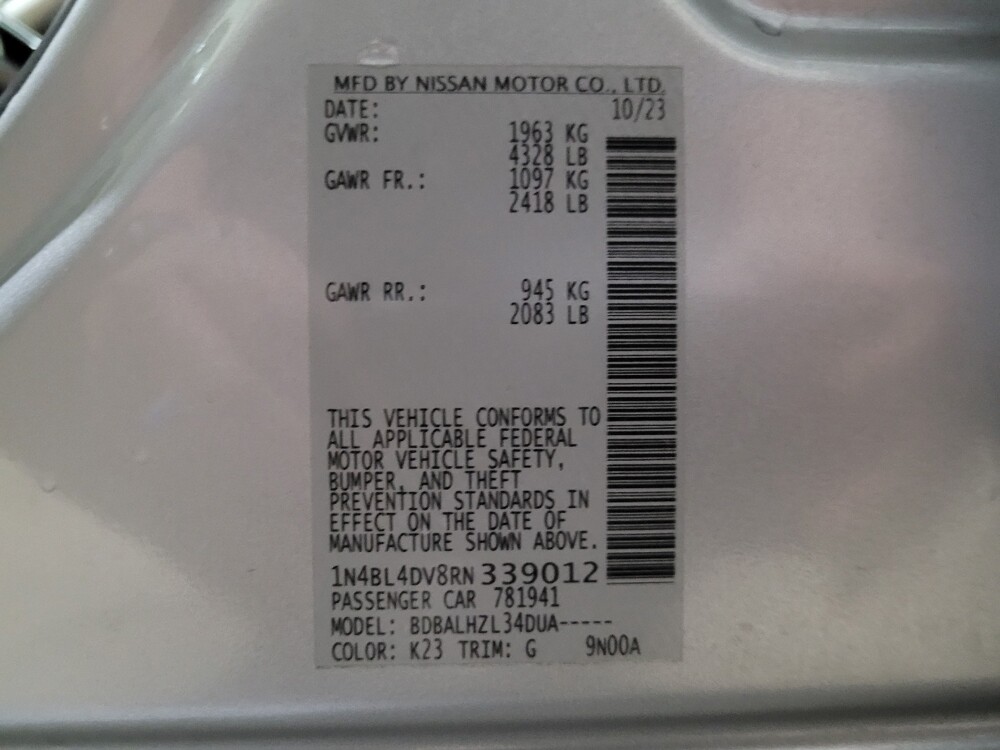 MFD BY NISSAN MOTOR CO., LTD.
DATE: 10/23
GVWR: 1963 KG
4328 LB
GAWR FR.: 1097 KG
2418 LB
GAWR RR.: 945 KG
2083 LB
THIS VEHICLE CONFORMS TO
ALL APPLICABLE FEDERAL
MOTOR VEHICLE SAFETY,
BUMPER, AND THEFT
PREVENTION STANDARDS IN
EFFECT ON THE DATE OF
MANUFACTURE SHOWN ABOVE.
1N4BL4DV8RN 339012
PASSENGER CAR 781941
MODEL: BDBALHZL34DUA-----
COLOR: K23 TRIM: G 9N00A